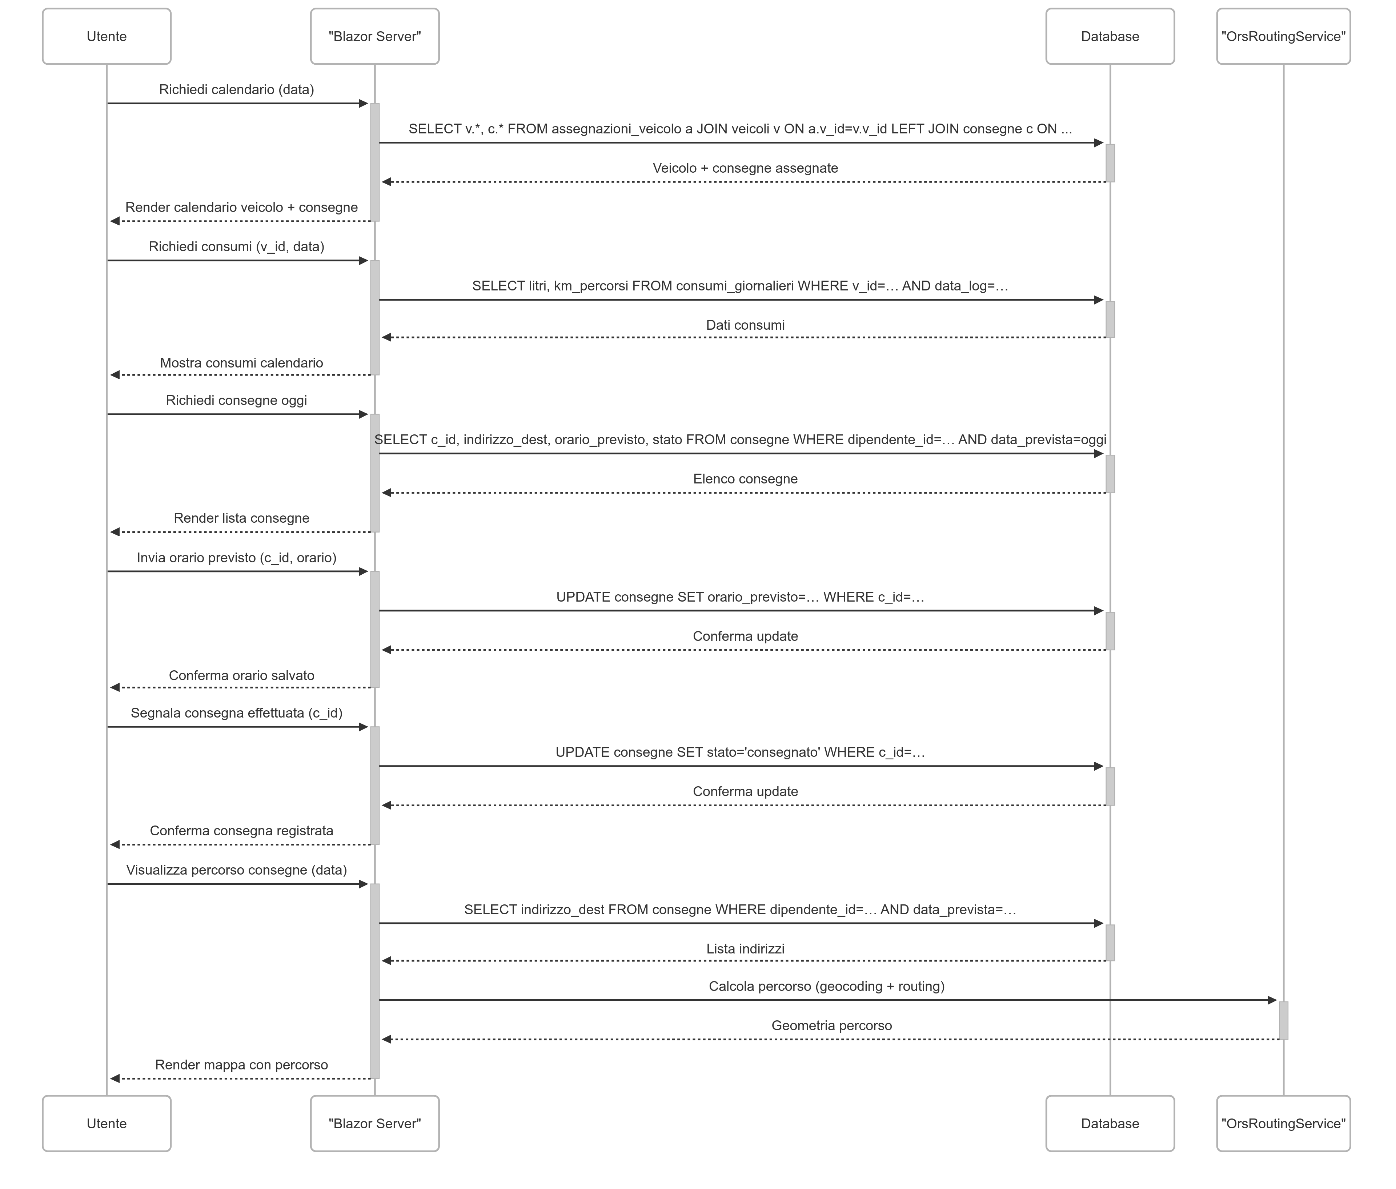 Utente
"Blazor Server"
Database
"OrsRoutingService"
Richiedi calendario (data)
SELECT v.*, c.* FROM assegnazioni_veicolo a JOIN veicoli v ON a.v_id=v.v_id LEFT JOIN consegne c ON ...
Veicolo + consegne assegnate
Render calendario veicolo + consegne
Richiedi consumi (v_id, data)
SELECT litri, km_percorsi FROM consumi_giornalieri WHERE v_id=… AND data_log=…
Dati consumi
Mostra consumi calendario
Richiedi consegne oggi
SELECT c_id, indirizzo_dest, orario_previsto, stato FROM consegne WHERE dipendente_id=… AND data_prevista=oggi
Elenco consegne
Render lista consegne
Invia orario previsto (c_id, orario)
UPDATE consegne SET orario_previsto=… WHERE c_id=…
Conferma update
Conferma orario salvato
Segnala consegna effettuata (c_id)
UPDATE consegne SET stato='consegnato' WHERE c_id=…
Conferma update
Conferma consegna registrata
Visualizza percorso consegne (data)
SELECT indirizzo_dest FROM consegne WHERE dipendente_id=… AND data_prevista=…
Lista indirizzi
Calcola percorso (geocoding + routing)
Geometria percorso
Render mappa con percorso
Utente
"Blazor Server"
Database
"OrsRoutingService"